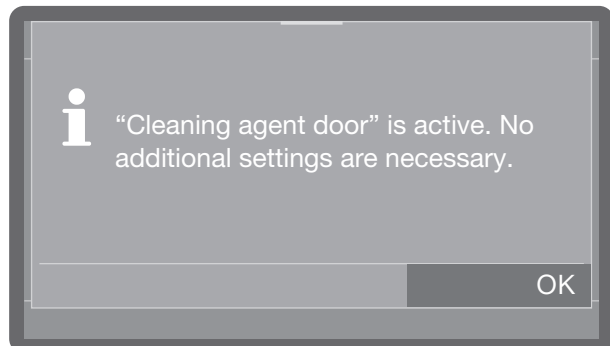 “Cleaning agent door” is active. No
additional settings are necessary.
OK